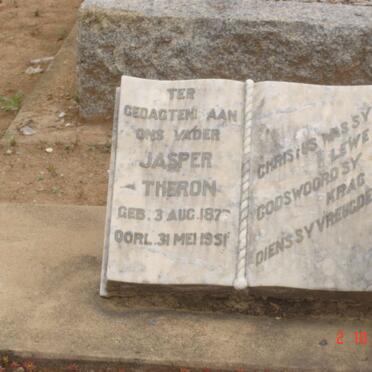 TER
GEDAGTENIS AAN
ONS VADER
JASPER
THERON
GEB. 3 AUG.
OORL. 31 MEI 1951
CHRISTUS WAS SY
LEWE
GODSWOORD SY
KRAG
DIENS SY VREUGDE
2 10